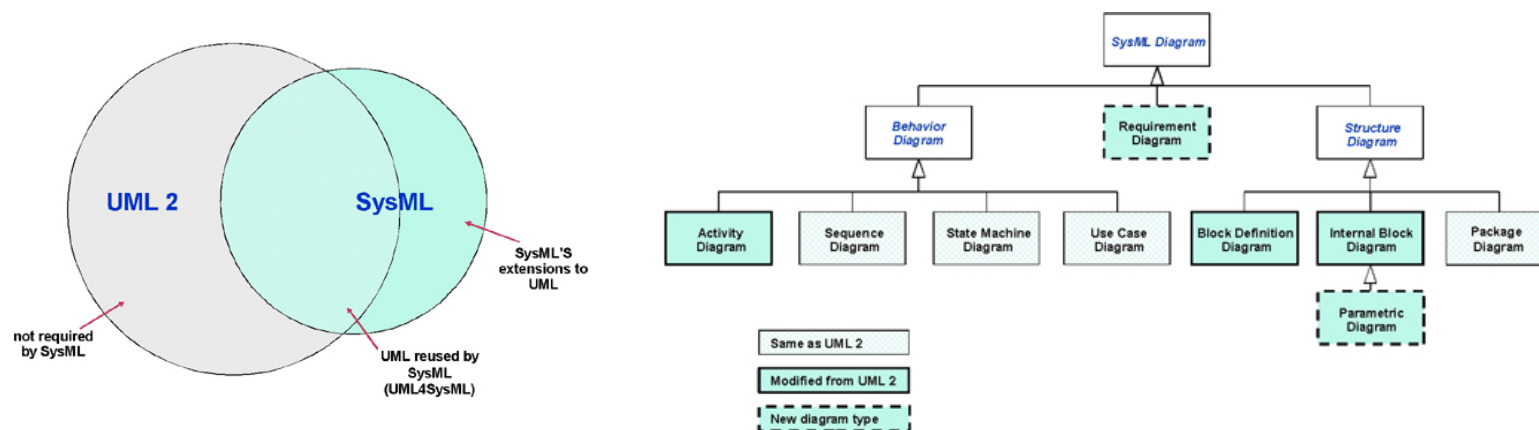 UML 2
SysML
SysML'S
extensions to
UML
not required
by SysML
UML reused by
SysML
(UML4SysML)
SysML Diagram
Behavior
Diagram
Requirement
Diagram
Structure
Diagram
Activity
Diagram
Sequence
Diagram
State Machine
Diagram
Use Case
Diagram
Block Definition
Diagram
Internal Block
Diagram
Package
Diagram
Parametric
Diagram
Same as UML 2
Modified from UML 2
New diagram type